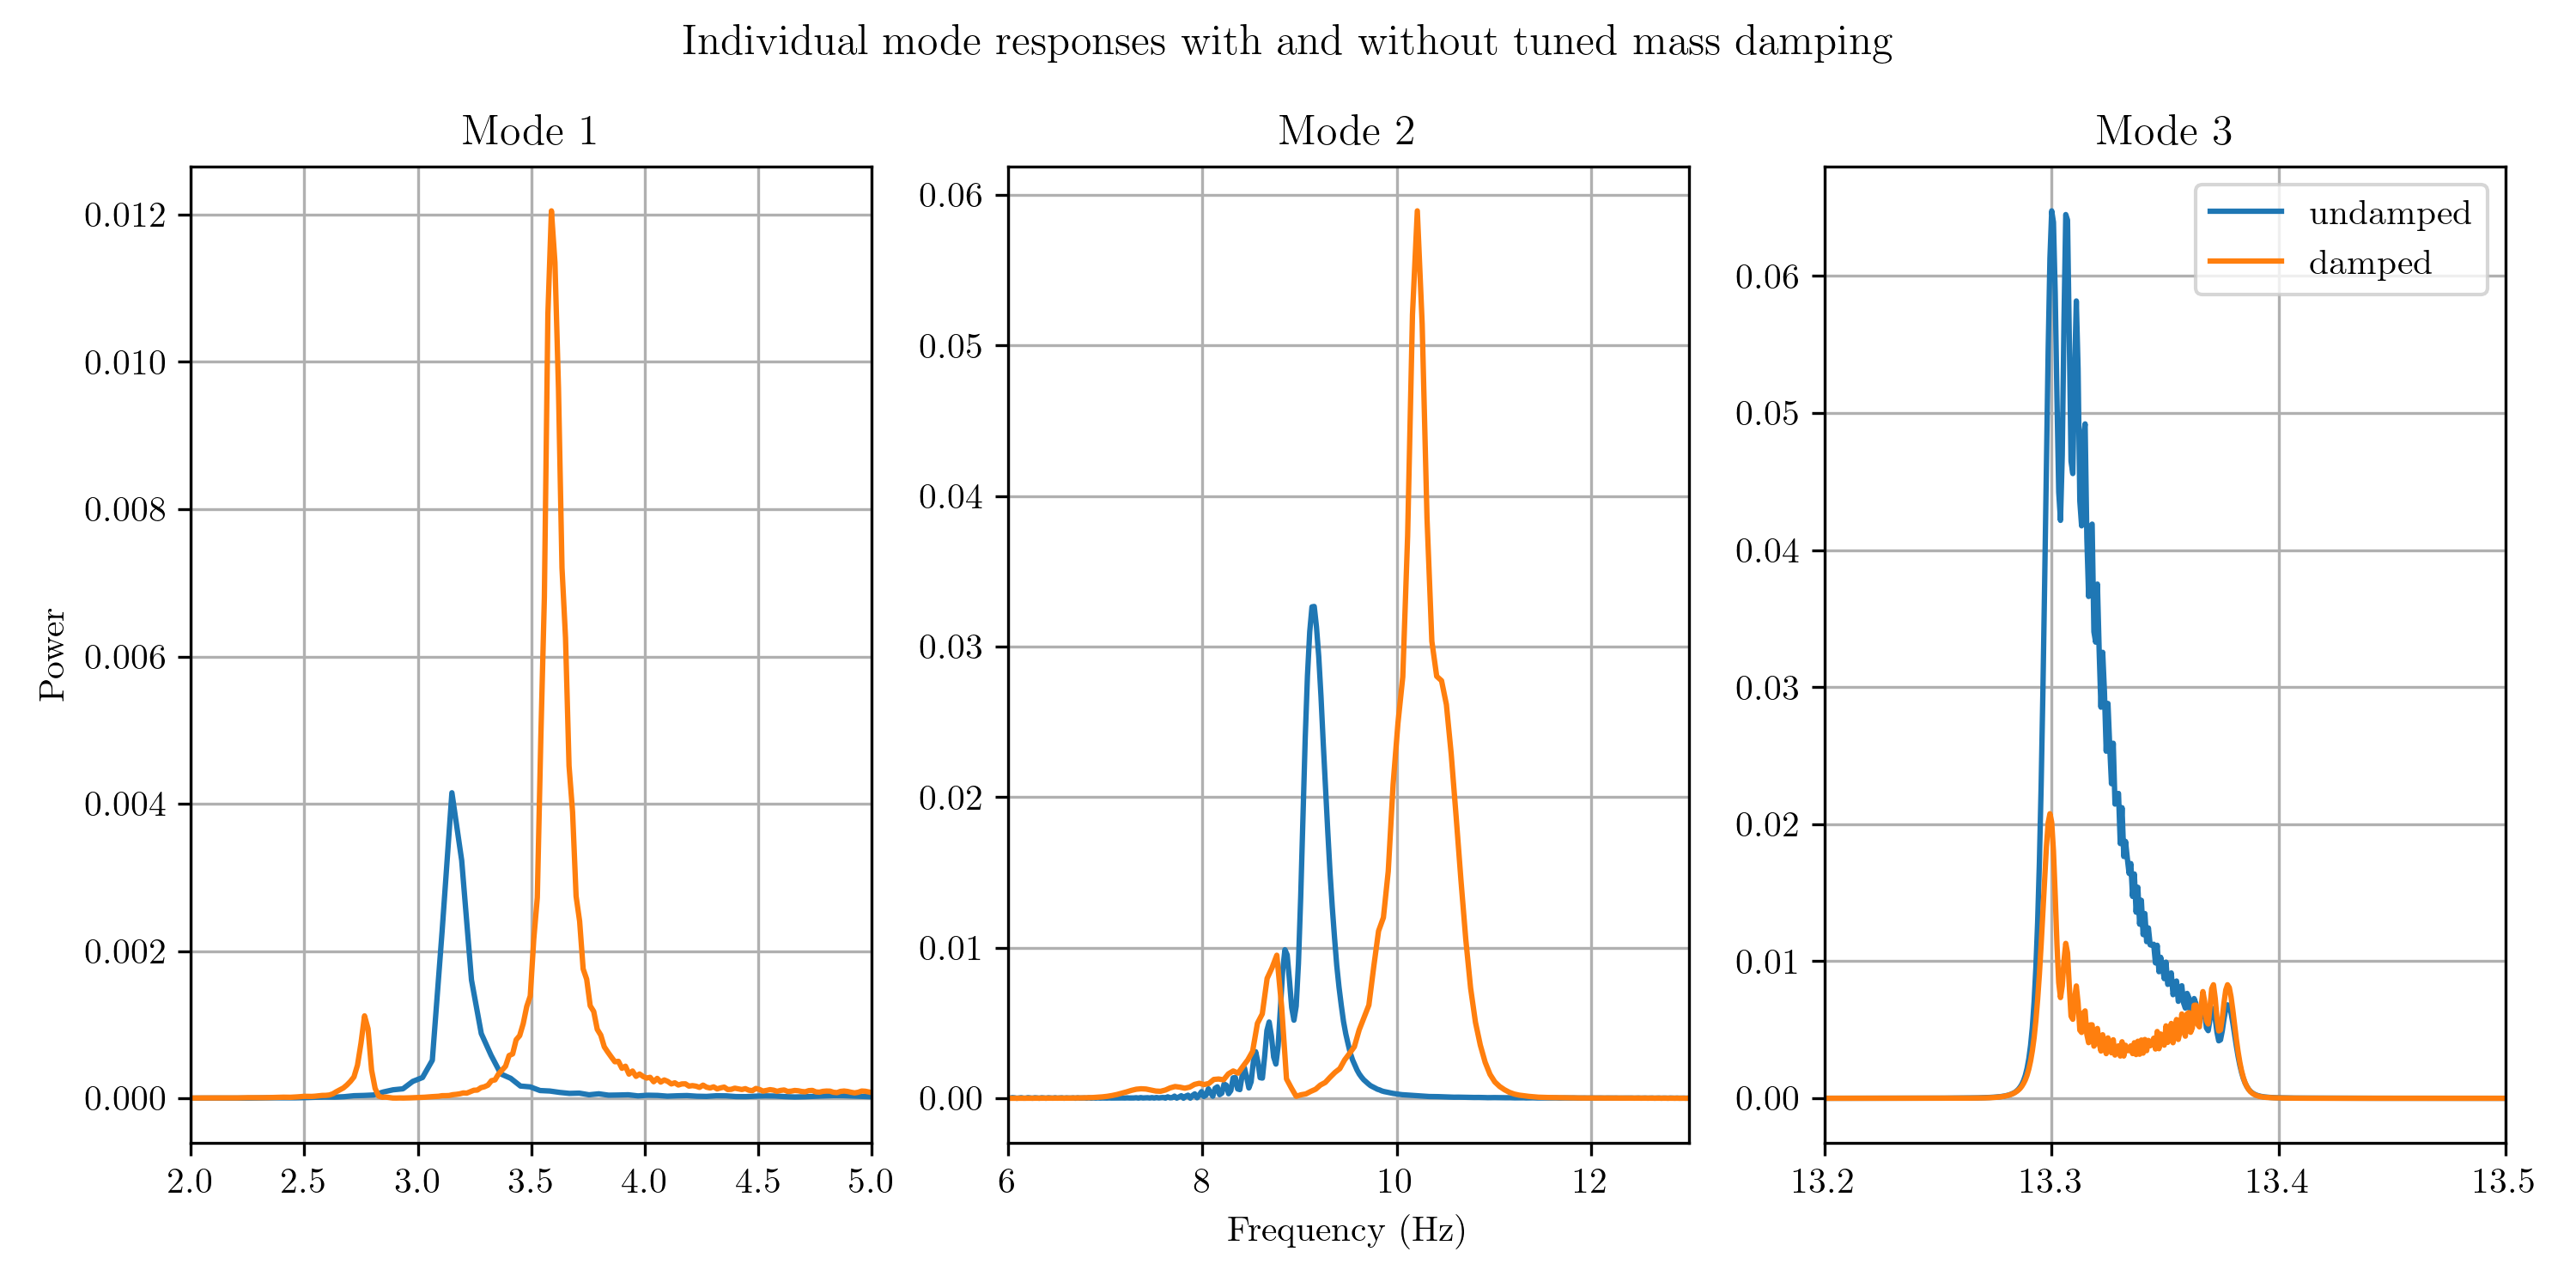 Individual mode responses with and without tuned mass damping
Mode 1
Mode 2
Mode 3
Power
0.012
0.010
0.008
0.006
0.004
0.002
0.000
2.0 2.5 3.0 3.5 4.0 4.5 5.0
0.06
0.05
0.04
0.03
0.02
0.01
0.00
6 8 10 12
Frequency (Hz)
0.06
0.05
0.04
0.03
0.02
0.01
0.00
13.2 13.3 13.4 13.5
undamped
damped